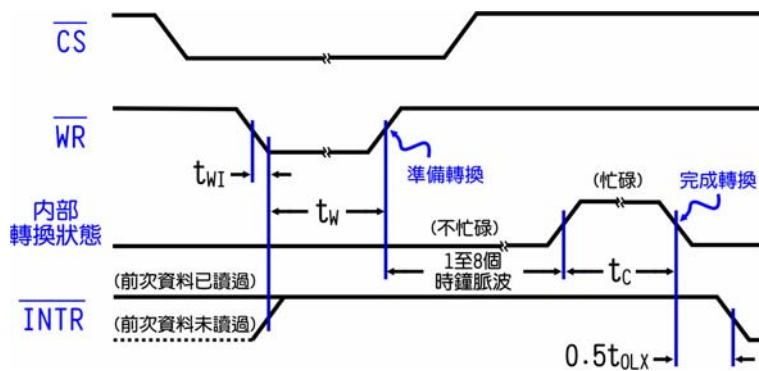 CS
WR
tWI
準備轉換
tW
(忙碌)
完成轉換
内部
轉換狀態
(不忙碌)
1至8個
時鐘脈波
tC
(前次資料已讀過)
INTR
(前次資料未讀過)
0.5tOLX